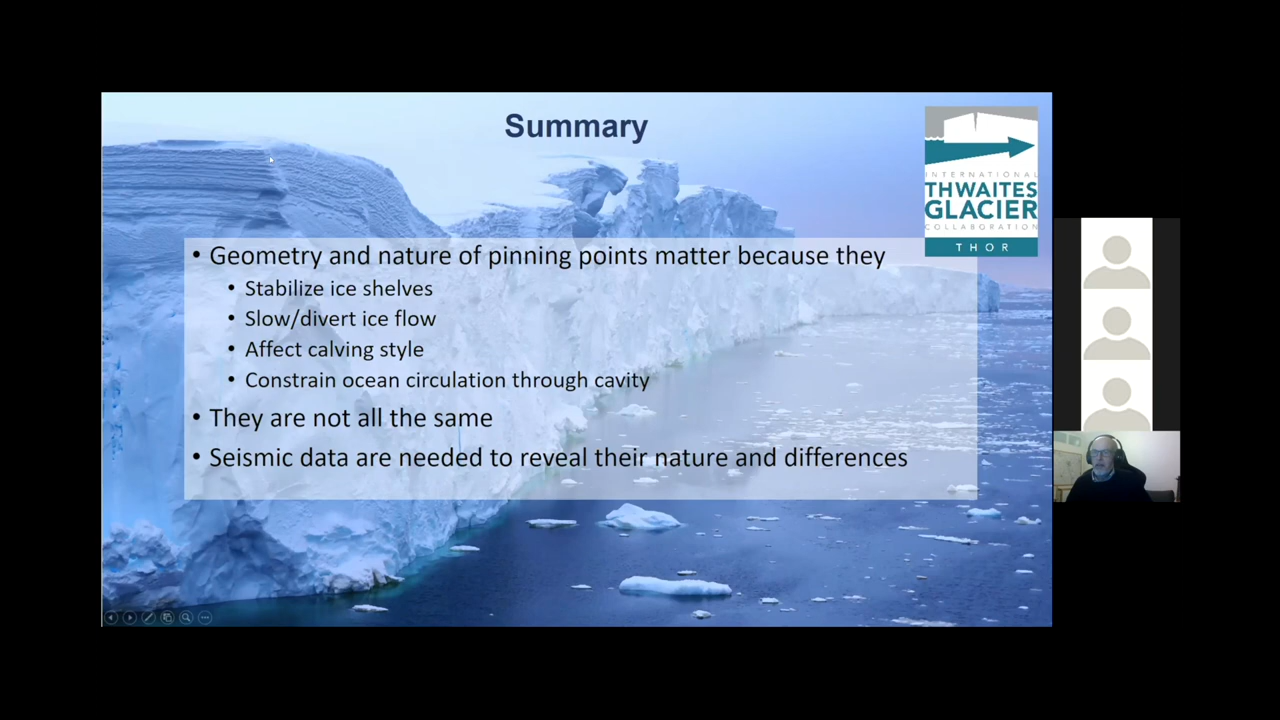 Summary
INTERNATIONAL
THWAITES
GLACIER
COLLABORATION
THOR
• Geometry and nature of pinning points matter because they
• Stabilize ice shelves
• Slow/divert ice flow
• Affect calving style
• Constrain ocean circulation through cavity
• They are not all the same
• Seismic data are needed to reveal their nature and differences